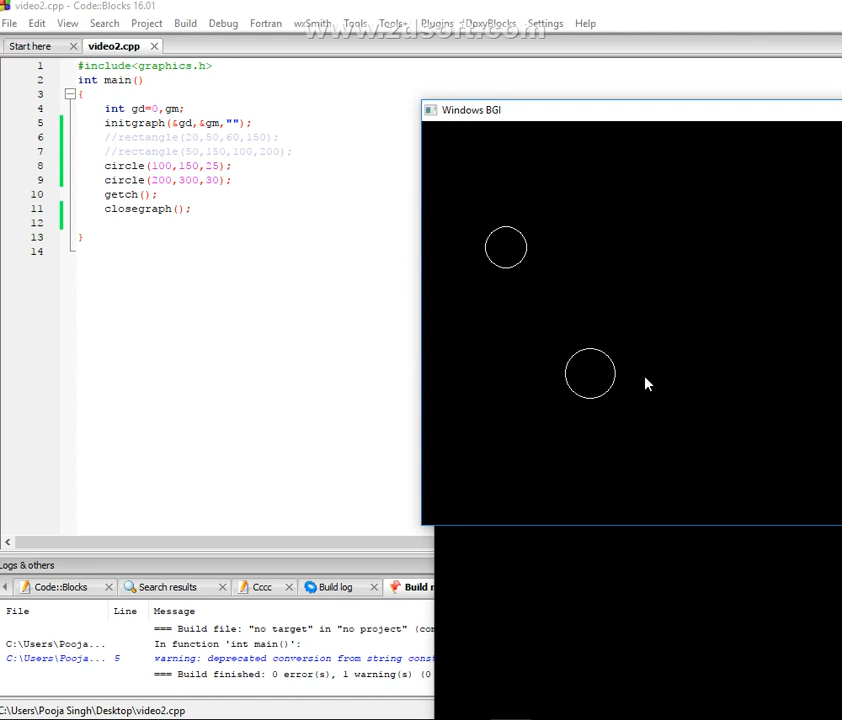 video2.cpp - Code::Blocks 16.01
File Edit View Search Project Build Debug Fortran wxSmith Tools Tools+ Plugins DoxyBlocks Settings Help
www.zdsoft.com
Start here video2.cpp
1 #include<graphics.h>
2 int main()
3 {
4 int gd=0,gm;
5 initgraph(&gd,&gm,"");
6 //rectangle(20,50,60,150);
7 //rectangle(50,150,100,200);
8 circle(100,150,25);
9 circle(200,300,30);
10 getch();
11 closegraph();
12
13 }
14
Windows BGI
Logs & others
Code::Blocks Search results Cccc Build log Build m
File Line Message
=== Build file: "no target" in "no project" (com
C:\Users\Pooja... In function 'int main()':
C:\Users\Pooja... 5 warning: deprecated conversion from string const
=== Build finished: 0 error(s), 1 warning(s) (0
C:\Users\Pooja Singh\Desktop\video2.cpp